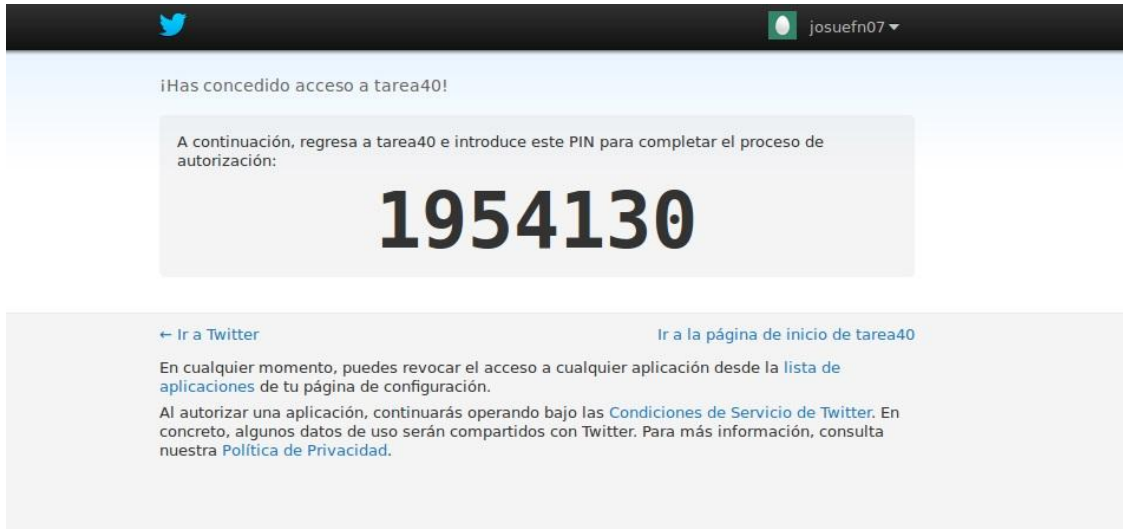 josuefn07
¡Has concedido acceso a tarea40!
A continuación, regresa a tarea40 e introduce este PIN para completar el proceso de
autorización:
1954130
← Ir a Twitter
Ir a la página de inicio de tarea40
En cualquier momento, puedes revocar el acceso a cualquier aplicación desde la lista de
aplicaciones de tu página de configuración.
Al autorizar una aplicación, continuarás operando bajo las Condiciones de Servicio de Twitter. En
concreto, algunos datos de uso serán compartidos con Twitter. Para más información, consulta
nuestra Política de Privacidad.